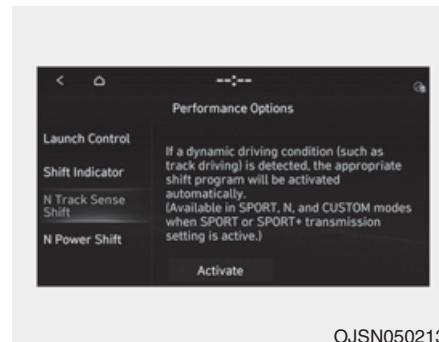 --:--
Performance Options
Launch Control
Shift Indicator
N Track Sense
Shift
N Power Shift
If a dynamic driving condition (such as
track driving) is detected, the appropriate
shift program will be activated
automatically.
(Available in SPORT, N, and CUSTOM modes
when SPORT or SPORT+ transmission
setting is active.)
Activate
OJSN050213